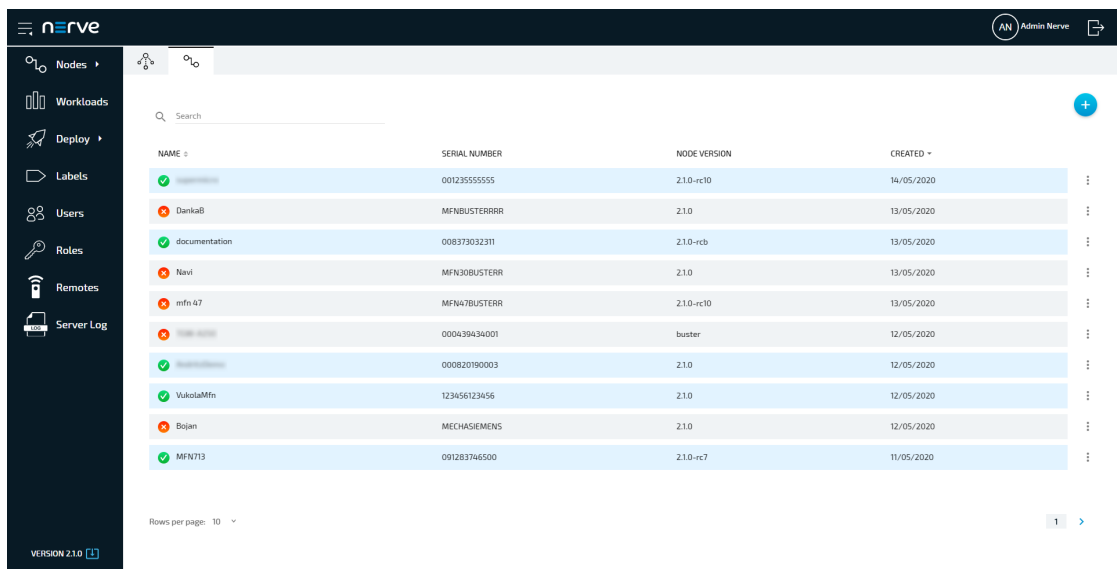 nerve
AN Admin Nerve
Nodes
Workloads
Deploy
Labels
Users
Roles
Remotes
LOG Server Log
VERSION 2.1.0
Search
+
NAME SERIAL NUMBER NODE VERSION CREATED
001235555555 2.1.0-rc10 14/05/2020
DankaB MFNBUSTERRRR 2.1.0 13/05/2020
documentation 008373032311 2.1.0-rcb 13/05/2020
Navi MFN30BUSTERR 2.1.0 13/05/2020
mfn 47 MFN47BUSTERR 2.1.0-rc10 13/05/2020
000439434001 buster 12/05/2020
000820190003 2.1.0 12/05/2020
VukolaMfn 123456123456 2.1.0 12/05/2020
Bojan MECHASIEMENS 2.1.0 12/05/2020
MFN713 091283746500 2.1.0-rc7 11/05/2020
Rows per page: 10
1